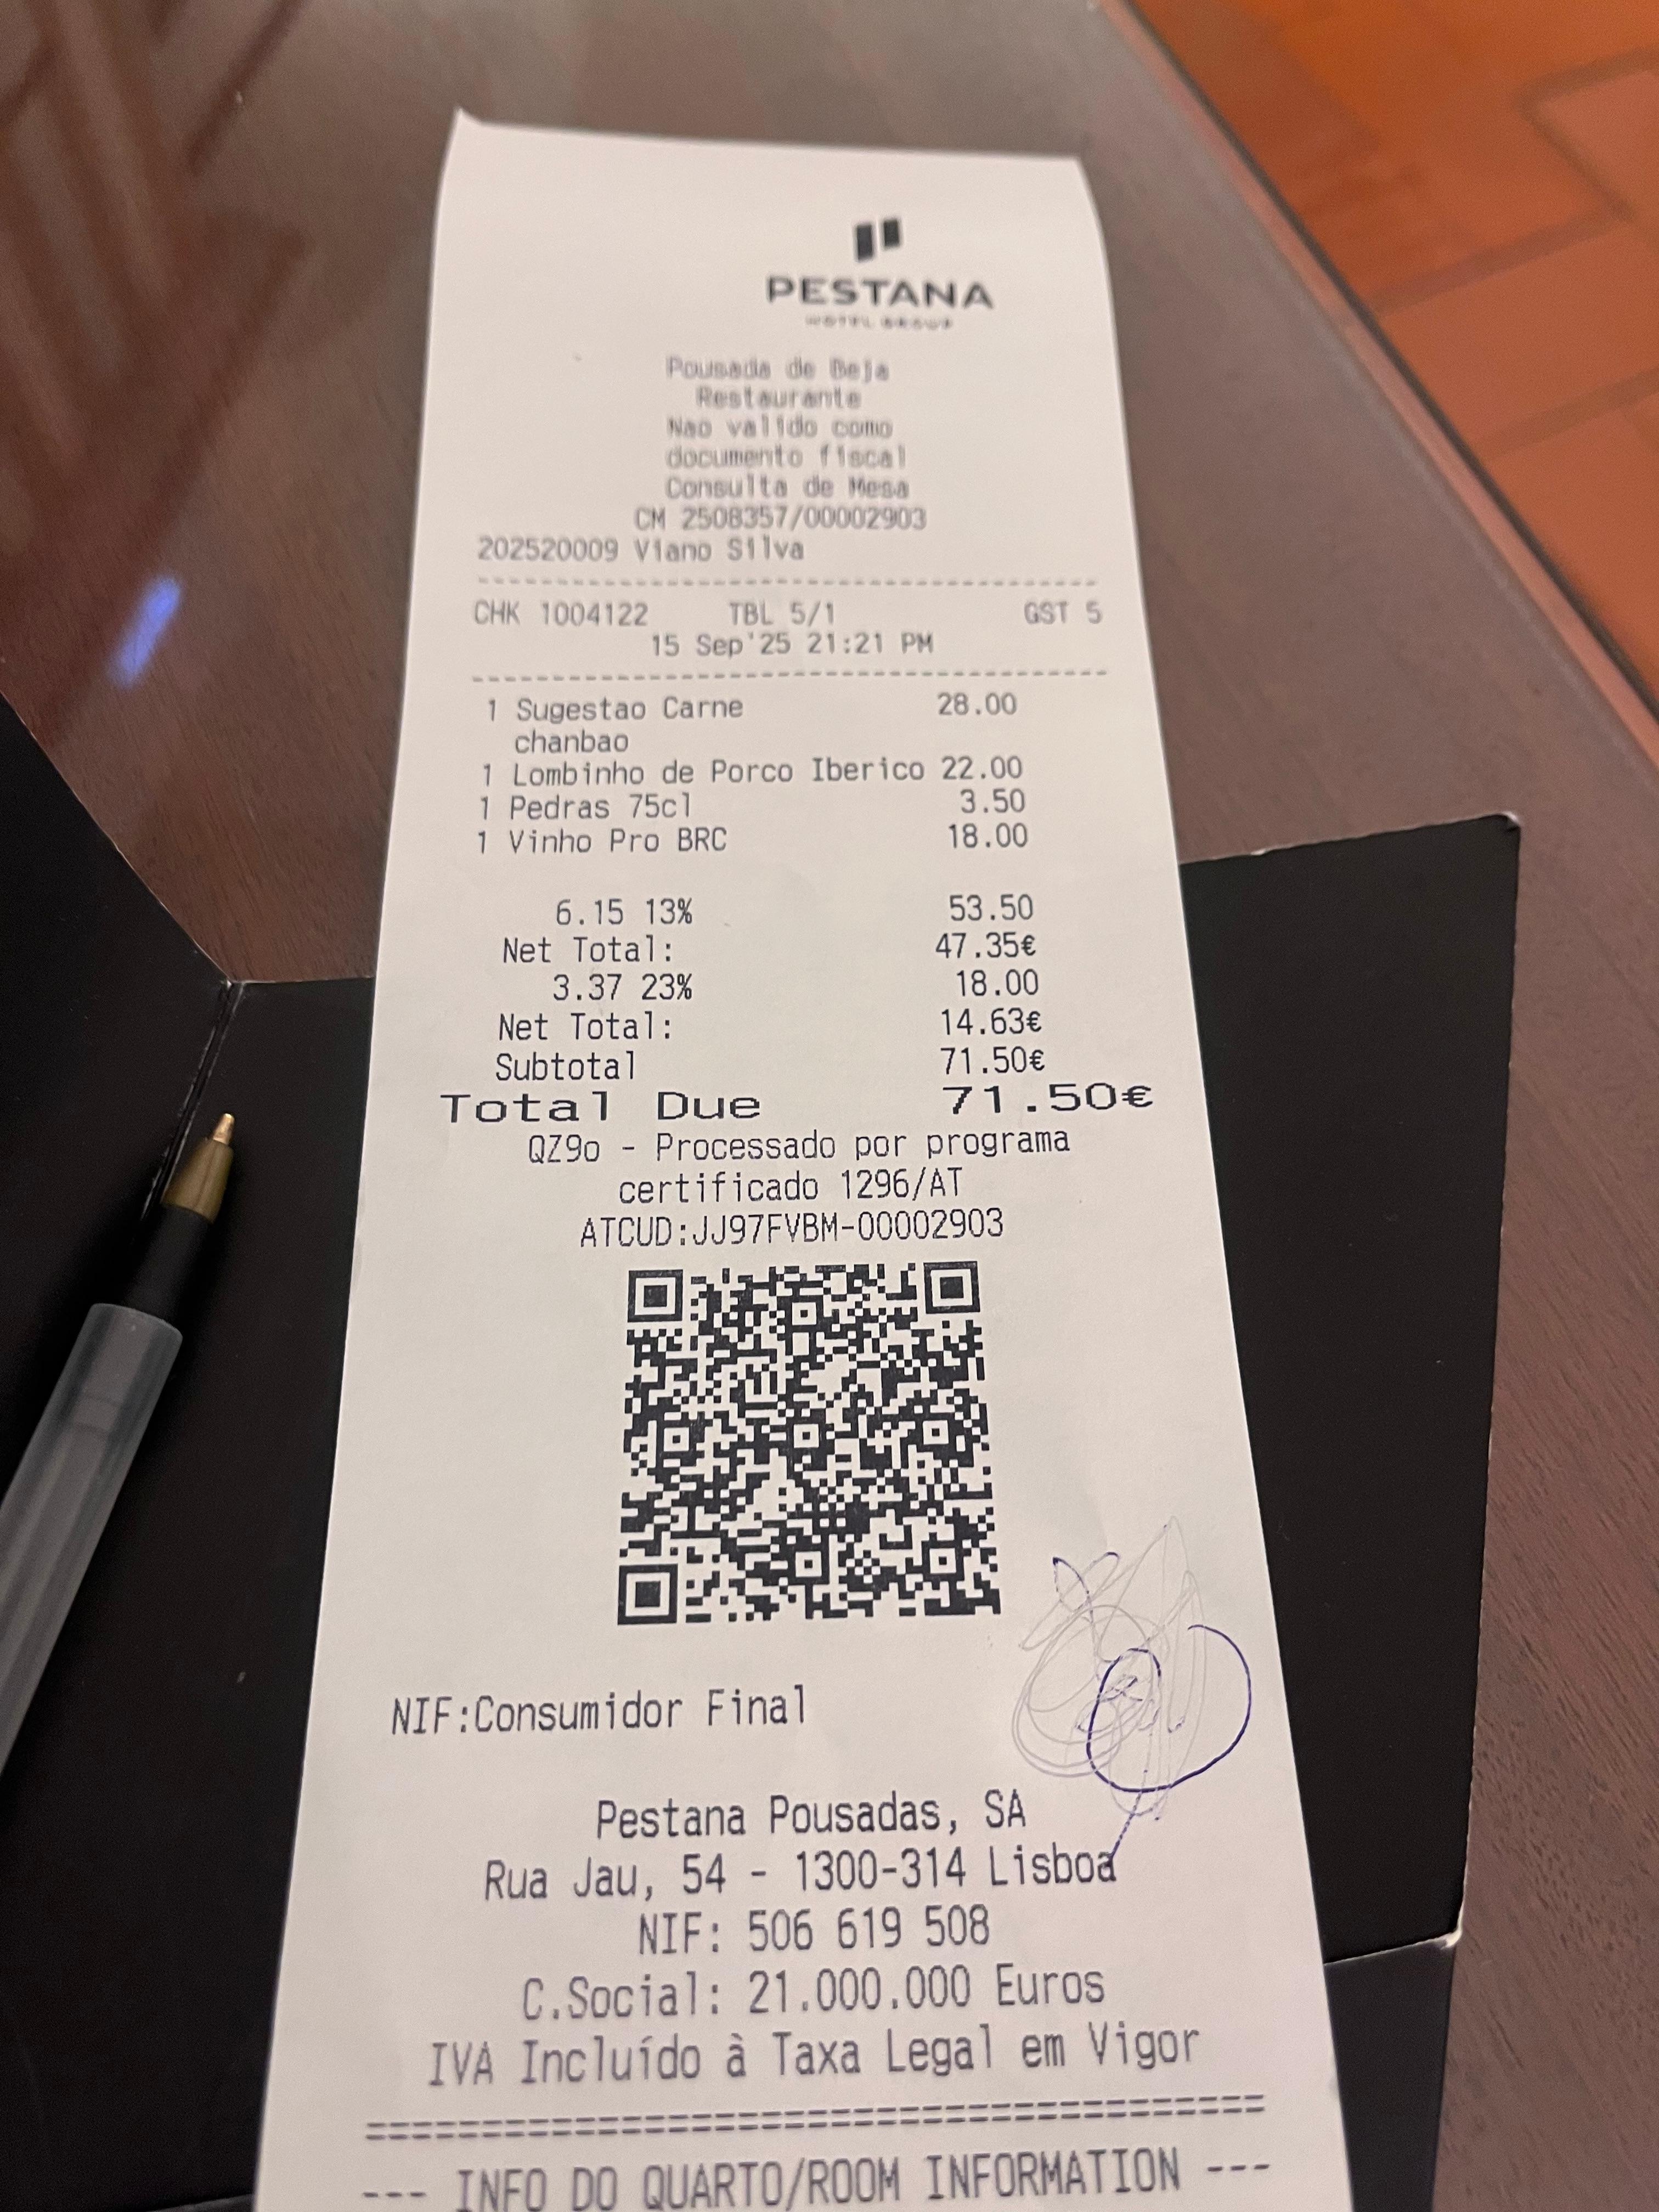 PESTANA
HOTEL GROUP
Pousada de Beja
Restaurante
Nao valido como
documento fiscal
Consulta de Mesa
CM 2508357/00002903
202520009 Viano Silva
CHK 1004122 TBL 5/1 GST 5
15 Sep'25 21:21 PM
1 Sugestao Carne 28.00
chanbao
1 Lombinho de Porco Iberico 22.00
1 Pedras 75cl 3.50
1 Vinho Pro BRC 18.00
6.15 13% 53.50
Net Total: 47.35€
3.37 23% 18.00
Net Total: 14.63€
Subtotal 71.50€
Total Due 71.50€
QZ9o - Processado por programa
certificado 1296/AT
ATCUD:JJ97FVBM-00002903
NIF:Consumidor Final
Pestana Pousadas, SA
Rua Jau, 54 - 1300-314 Lisboa
NIF: 506 619 508
C.Social: 21.000.000 Euros
IVA Incluído à Taxa Legal em Vigor
======================================
--- INFO DO QUARTO/ROOM INFORMATION ---